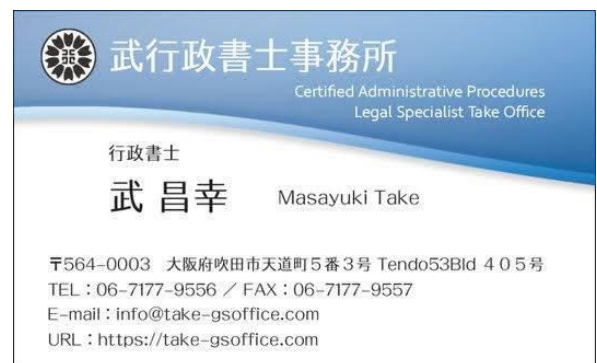 武行政書士事務所
Certified Administrative Procedures
Legal Specialist Take Office
行政書士
武 昌幸 Masayuki Take
〒564-0003 大阪府吹田市天道町5番3号 Tendo53Bld 405号
TEL：06-7177-9556 / FAX：06-7177-9557
E-mail：info@take-gsoffice.com
URL：https://take-gsoffice.com